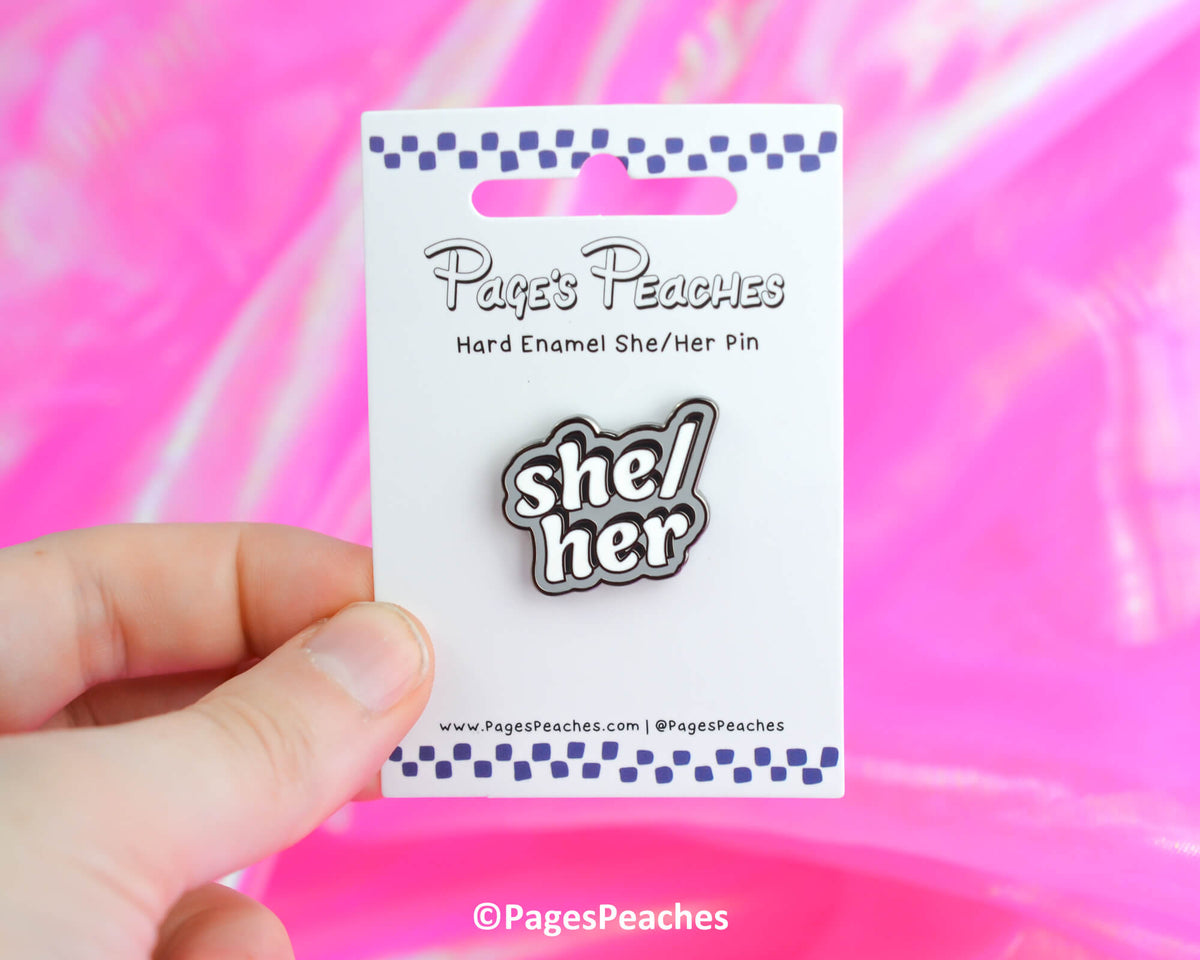 Page's Peaches
Hard Enamel She/Her Pin
she/
her
www.PagesPeaches.com | @PagesPeaches
©PagesPeaches